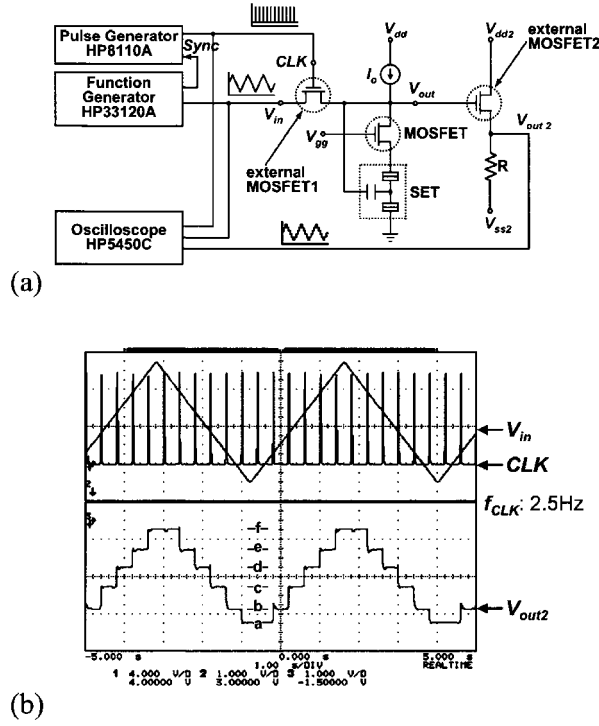 Pulse Generator
HP8110A
Sync
Function
Generator
HP33120A
CLK
V_in
external
MOSFET1
V_dd
I_o
V_out
V_gg
MOSFET
SET
V_dd2
external
MOSFET2
V_out 2
R
V_ss2
Oscilloscope
HP5450C
(a)
V_in
CLK
f_CLK: 2.5Hz
f
e
d
c
b
a
V_out2
-5.000 s 0.000 s 5.000 s
1.00 s/DIV REALTIME
1 4.000 V/D 2 1.000 V/D 3 1.000 V/D
4.00000 V 3.00000 V -1.50000 V
(b)